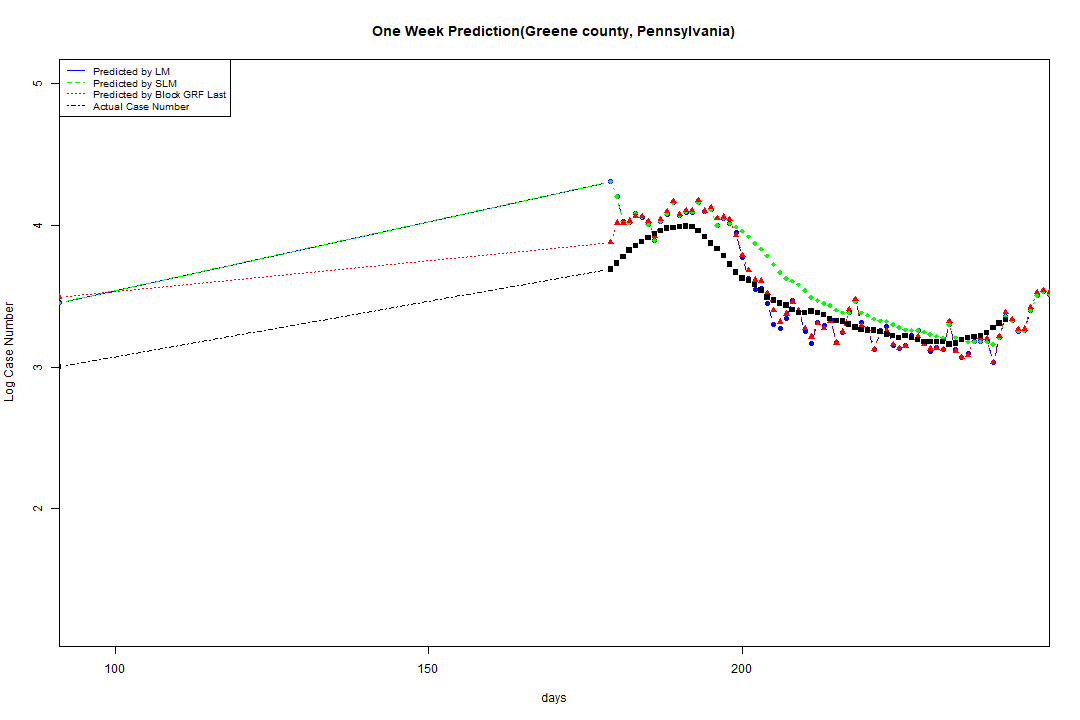 One Week Prediction(Greene county, Pennsylvania)
Predicted by LM
Predicted by SLM
Predicted by Block GRF Last
Actual Case Number
Log Case Number
5
4
3
2
100
150
200
days